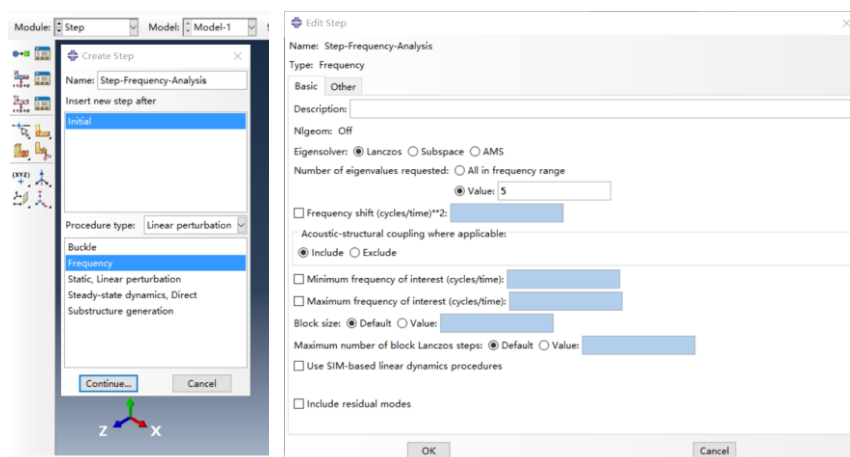 Module: Step Model: Model-1
Create Step
Name: Step-Frequency-Analysis
Insert new step after
Initial
Procedure type: Linear perturbation
Buckle
Frequency
Static, Linear perturbation
Steady-state dynamics, Direct
Substructure generation
Continue... Cancel
(XYZ)
Z X
Edit Step
Name: Step-Frequency-Analysis
Type: Frequency
Basic Other
Description:
Nlgeom: Off
Eigensolver: Lanczos Subspace AMS
Number of eigenvalues requested: All in frequency range
Value: 5
Frequency shift (cycles/time)**2:
Acoustic-structural coupling where applicable:
Include Exclude
Minimum frequency of interest (cycles/time):
Maximum frequency of interest (cycles/time):
Block size: Default Value:
Maximum number of block Lanczos steps: Default Value:
Use SIM-based linear dynamics procedures
Include residual modes
OK Cancel